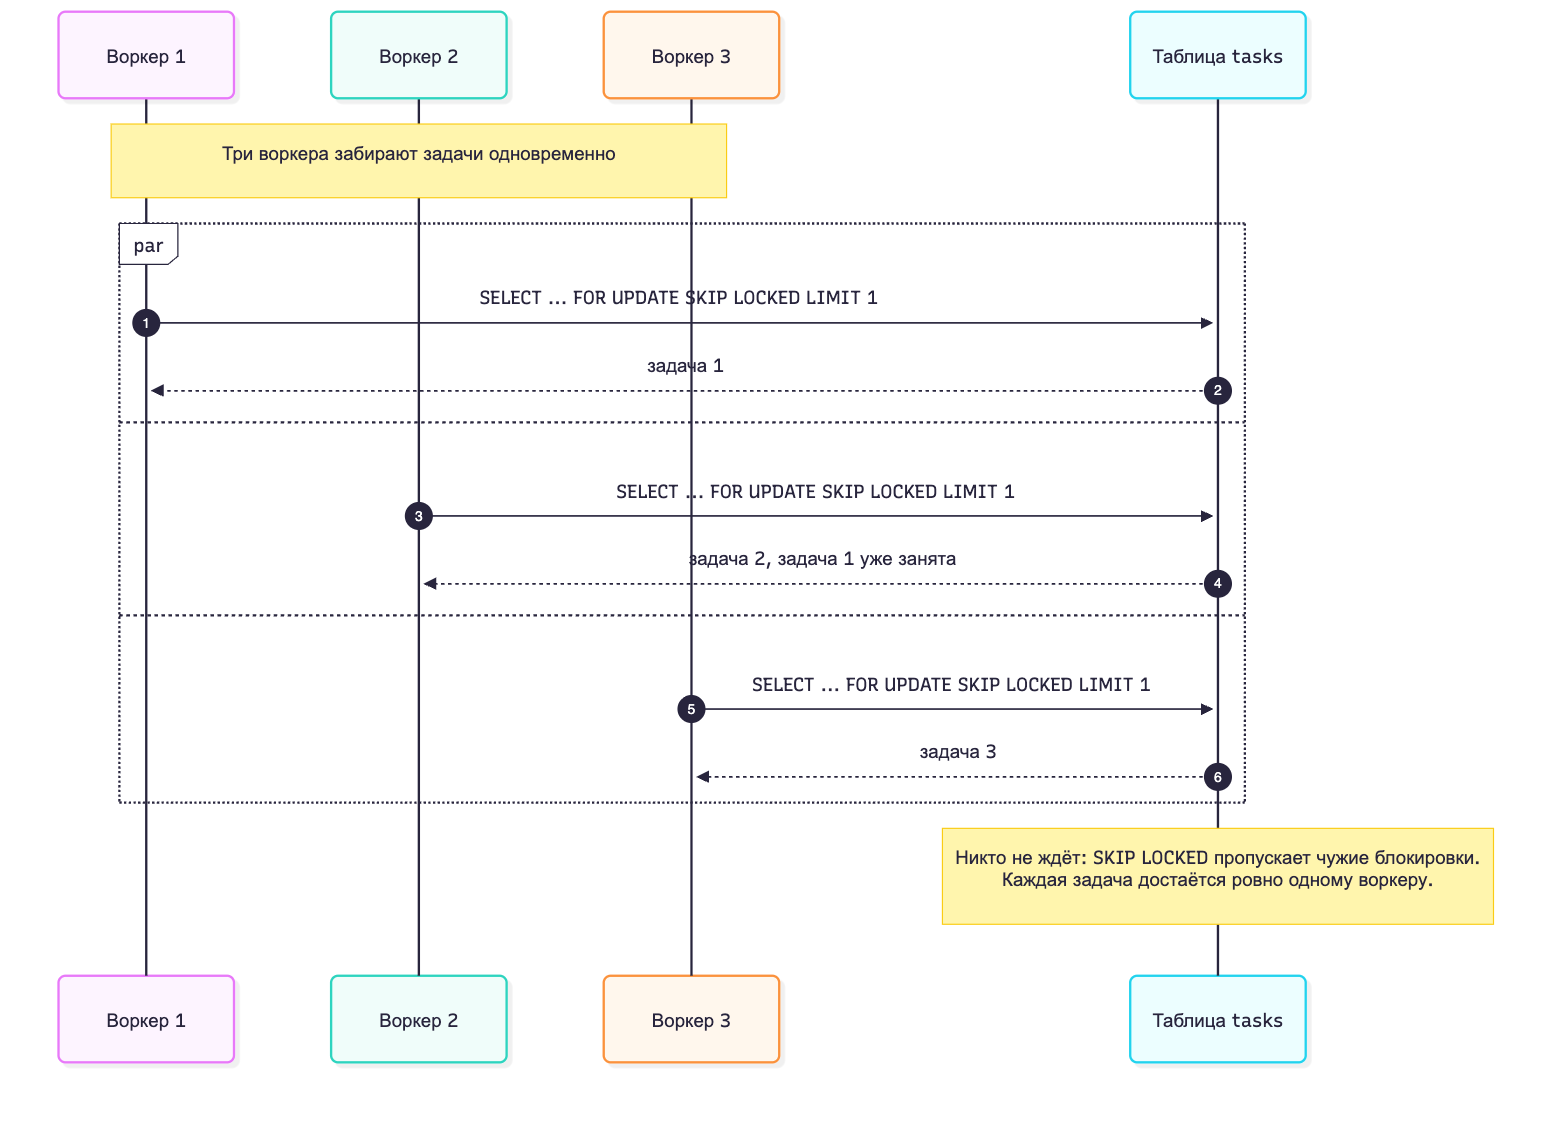 Воркер 1
Воркер 2
Воркер 3
Таблица tasks
Три воркера забирают задачи одновременно
par
SELECT ... FOR UPDATE SKIP LOCKED LIMIT 1
1
задача 1
2
SELECT ... FOR UPDATE SKIP LOCKED LIMIT 1
3
задача 2, задача 1 уже занята
4
SELECT ... FOR UPDATE SKIP LOCKED LIMIT 1
5
задача 3
6
Никто не ждёт: SKIP LOCKED пропускает чужие блокировки.
Каждая задача достаётся ровно одному воркеру.
Воркер 1
Воркер 2
Воркер 3
Таблица tasks